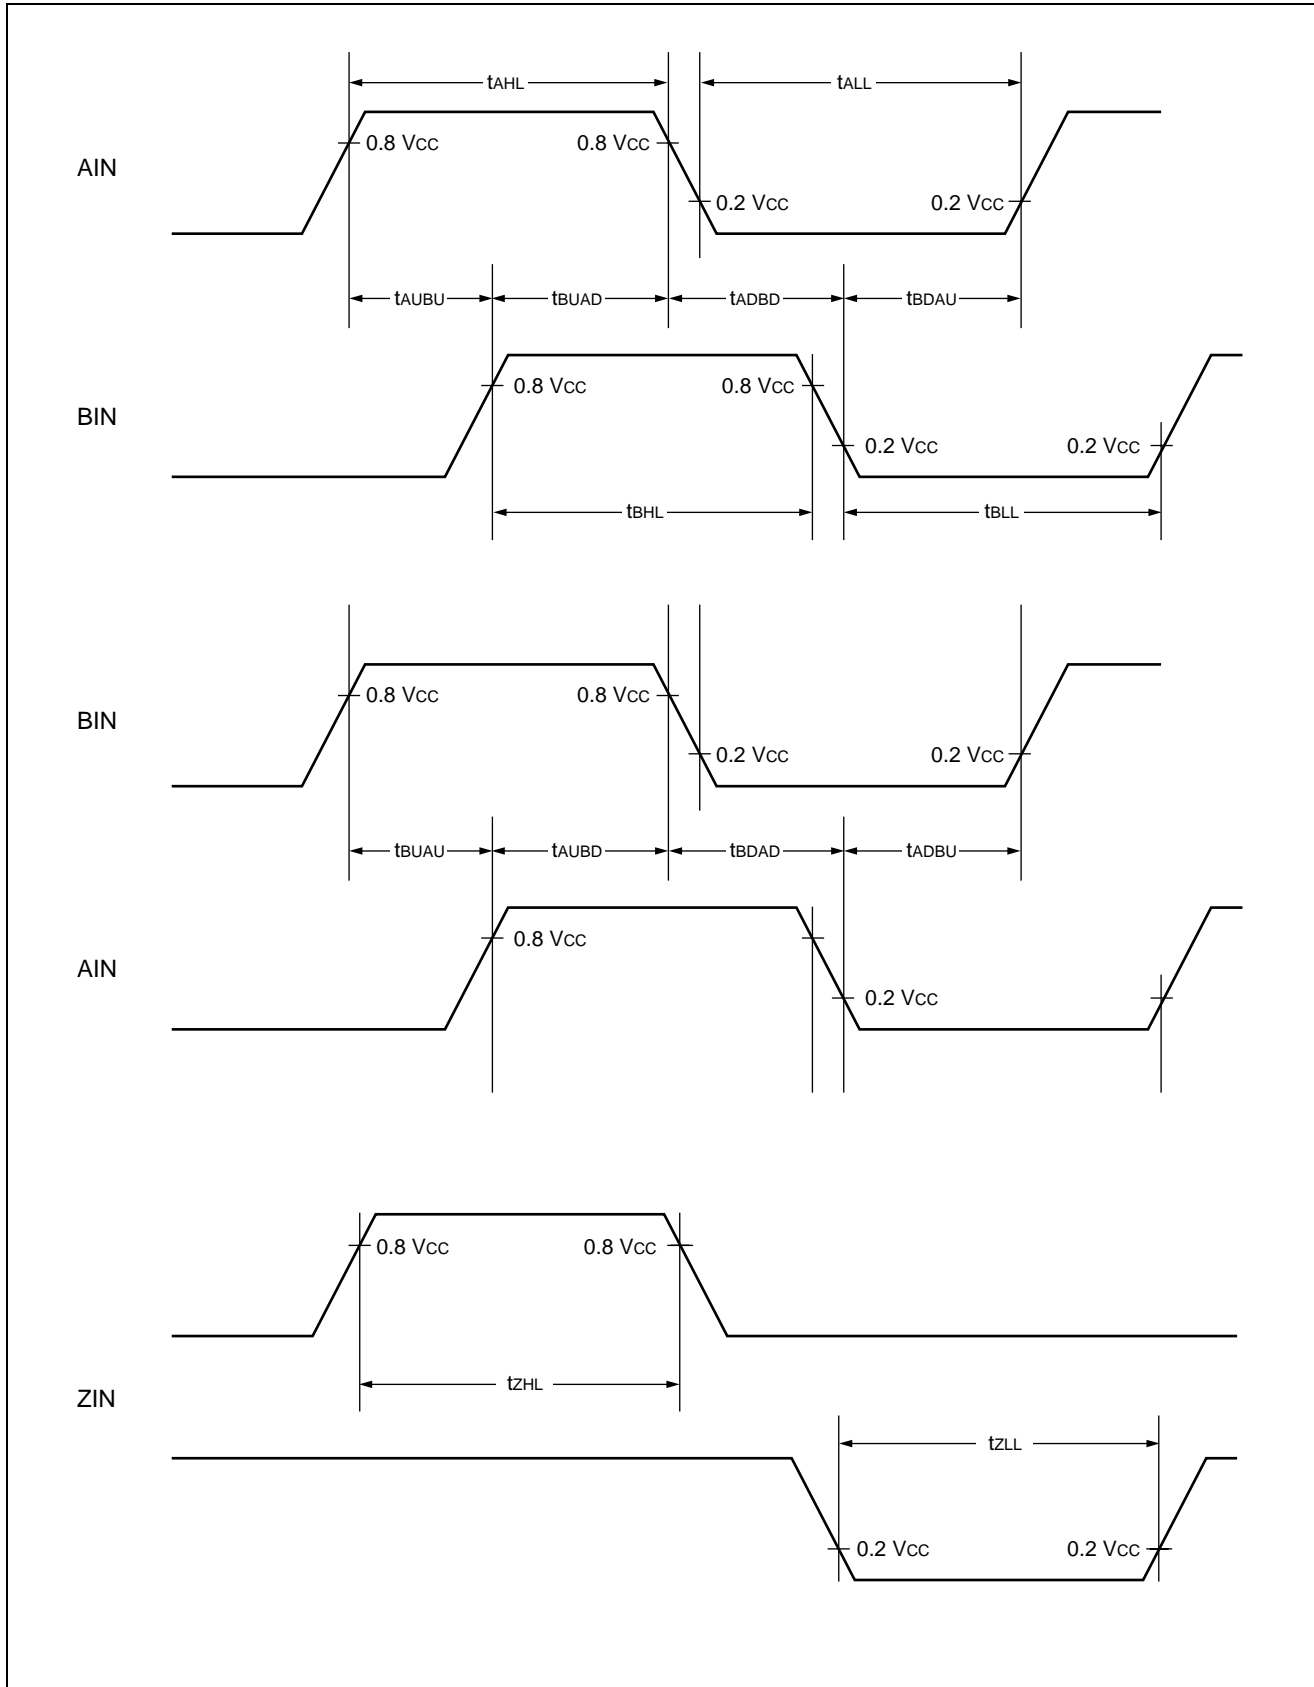 tAHL
tALL
0.8 VCC
0.8 VCC
AIN
0.2 VCC
0.2 VCC
tAUBU
tBUAD
tADBD
tBDAU
0.8 VCC
0.8 VCC
BIN
0.2 VCC
0.2 VCC
tBHL
tBLL
0.8 VCC
0.8 VCC
BIN
0.2 VCC
0.2 VCC
tBUAU
tAUBD
tBDAD
tADBU
0.8 VCC
AIN
0.2 VCC
0.8 VCC
0.8 VCC
tZHL
ZIN
tZLL
0.2 VCC
0.2 VCC